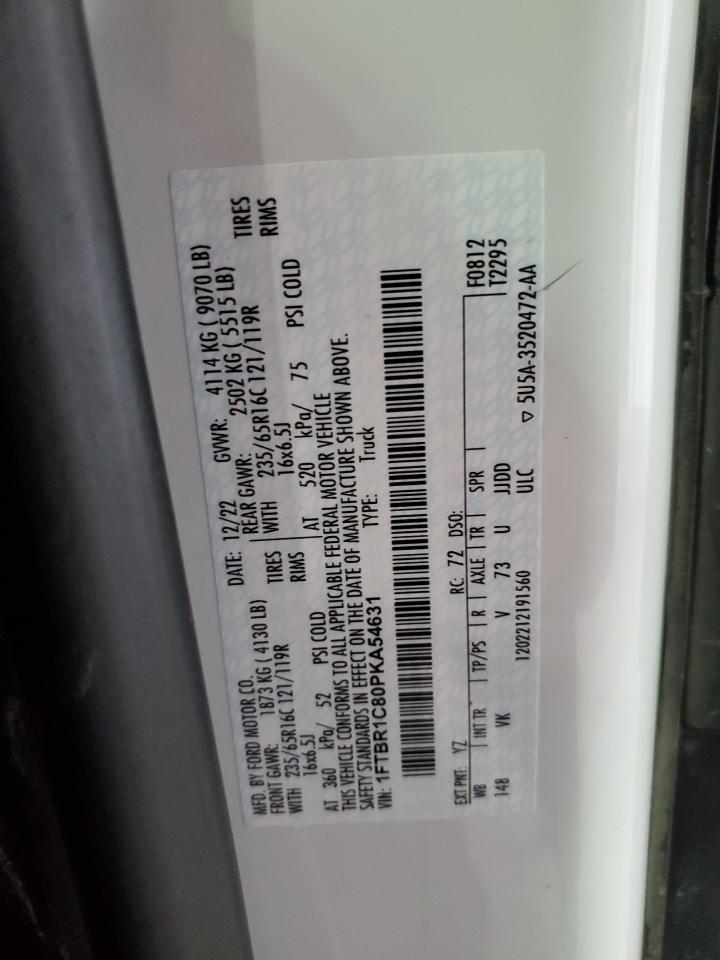 MFD. BY FORD MOTOR CO.
DATE: 12/22 GVWR: 4114 KG ( 9070 LB)
FRONT GAWR: 1873 KG ( 4130 LB) REAR GAWR: 2502 KG ( 5515 LB)
WITH 235/65R16C 121/119R TIRES WITH 235/65R16C 121/119R TIRES
16x6.5J RIMS 16x6.5J RIMS
AT 360 kPa/ 52 PSI COLD AT 520 kPa/ 75 PSI COLD
THIS VEHICLE CONFORMS TO ALL APPLICABLE FEDERAL MOTOR VEHICLE
SAFETY STANDARDS IN EFFECT ON THE DATE OF MANUFACTURE SHOWN ABOVE.
VIN: 1FTBR1C80PKA54631 TYPE: Truck
EXT PNT: YZ RC: 72 DSO: F0812
WB INT TR TP/PS R AXLE TR SPR T2295
148 VK V 73 U JJDD
1202212191560 ULC ▽ 5U5A-3520472-AA